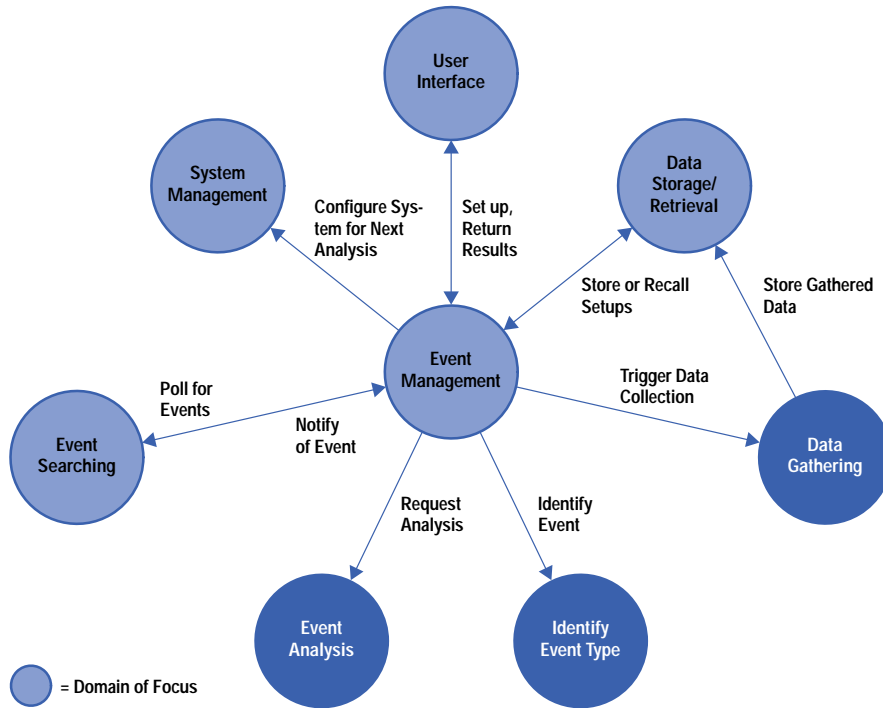 User
Interface
System
Management
Data
Storage/
Retrieval
Configure Sys-
tem for Next
Analysis
Set up,
Return
Results
Store or Recall
Setups
Store Gathered
Data
Event
Management
Poll for
Events
Notify
of Event
Trigger Data
Collection
Event
Searching
Data
Gathering
Request
Analysis
Identify
Event
Event
Analysis
Identify
Event Type
= Domain of Focus